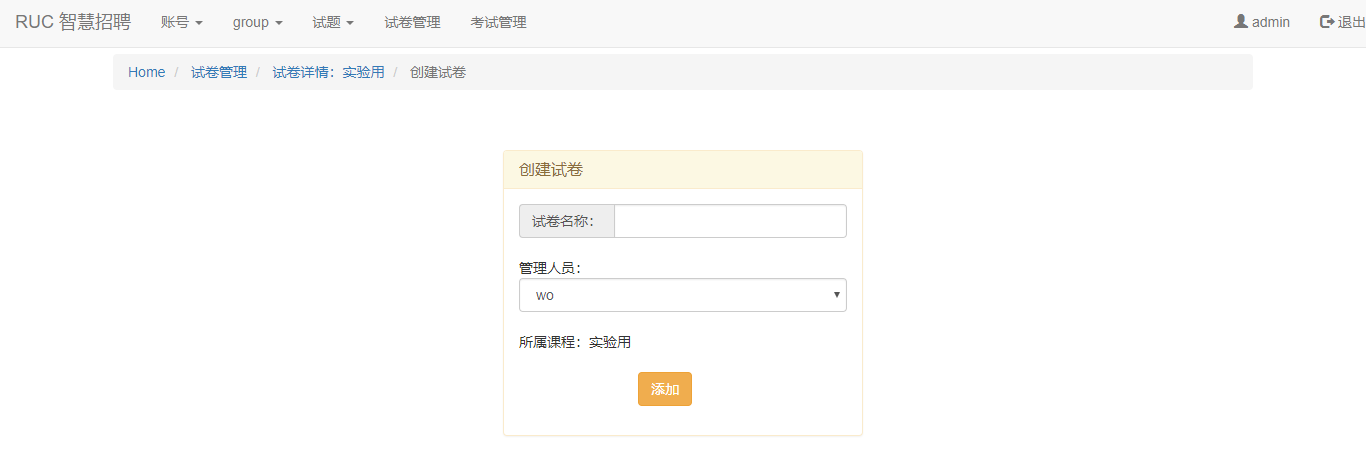 RUC 智慧招聘 账号 group 试题 试卷管理 考试管理 admin 退出
Home / 试卷管理 / 试卷详情：实验用 / 创建试卷
创建试卷
试卷名称：
管理人员：
wo
所属课程：实验用
添加